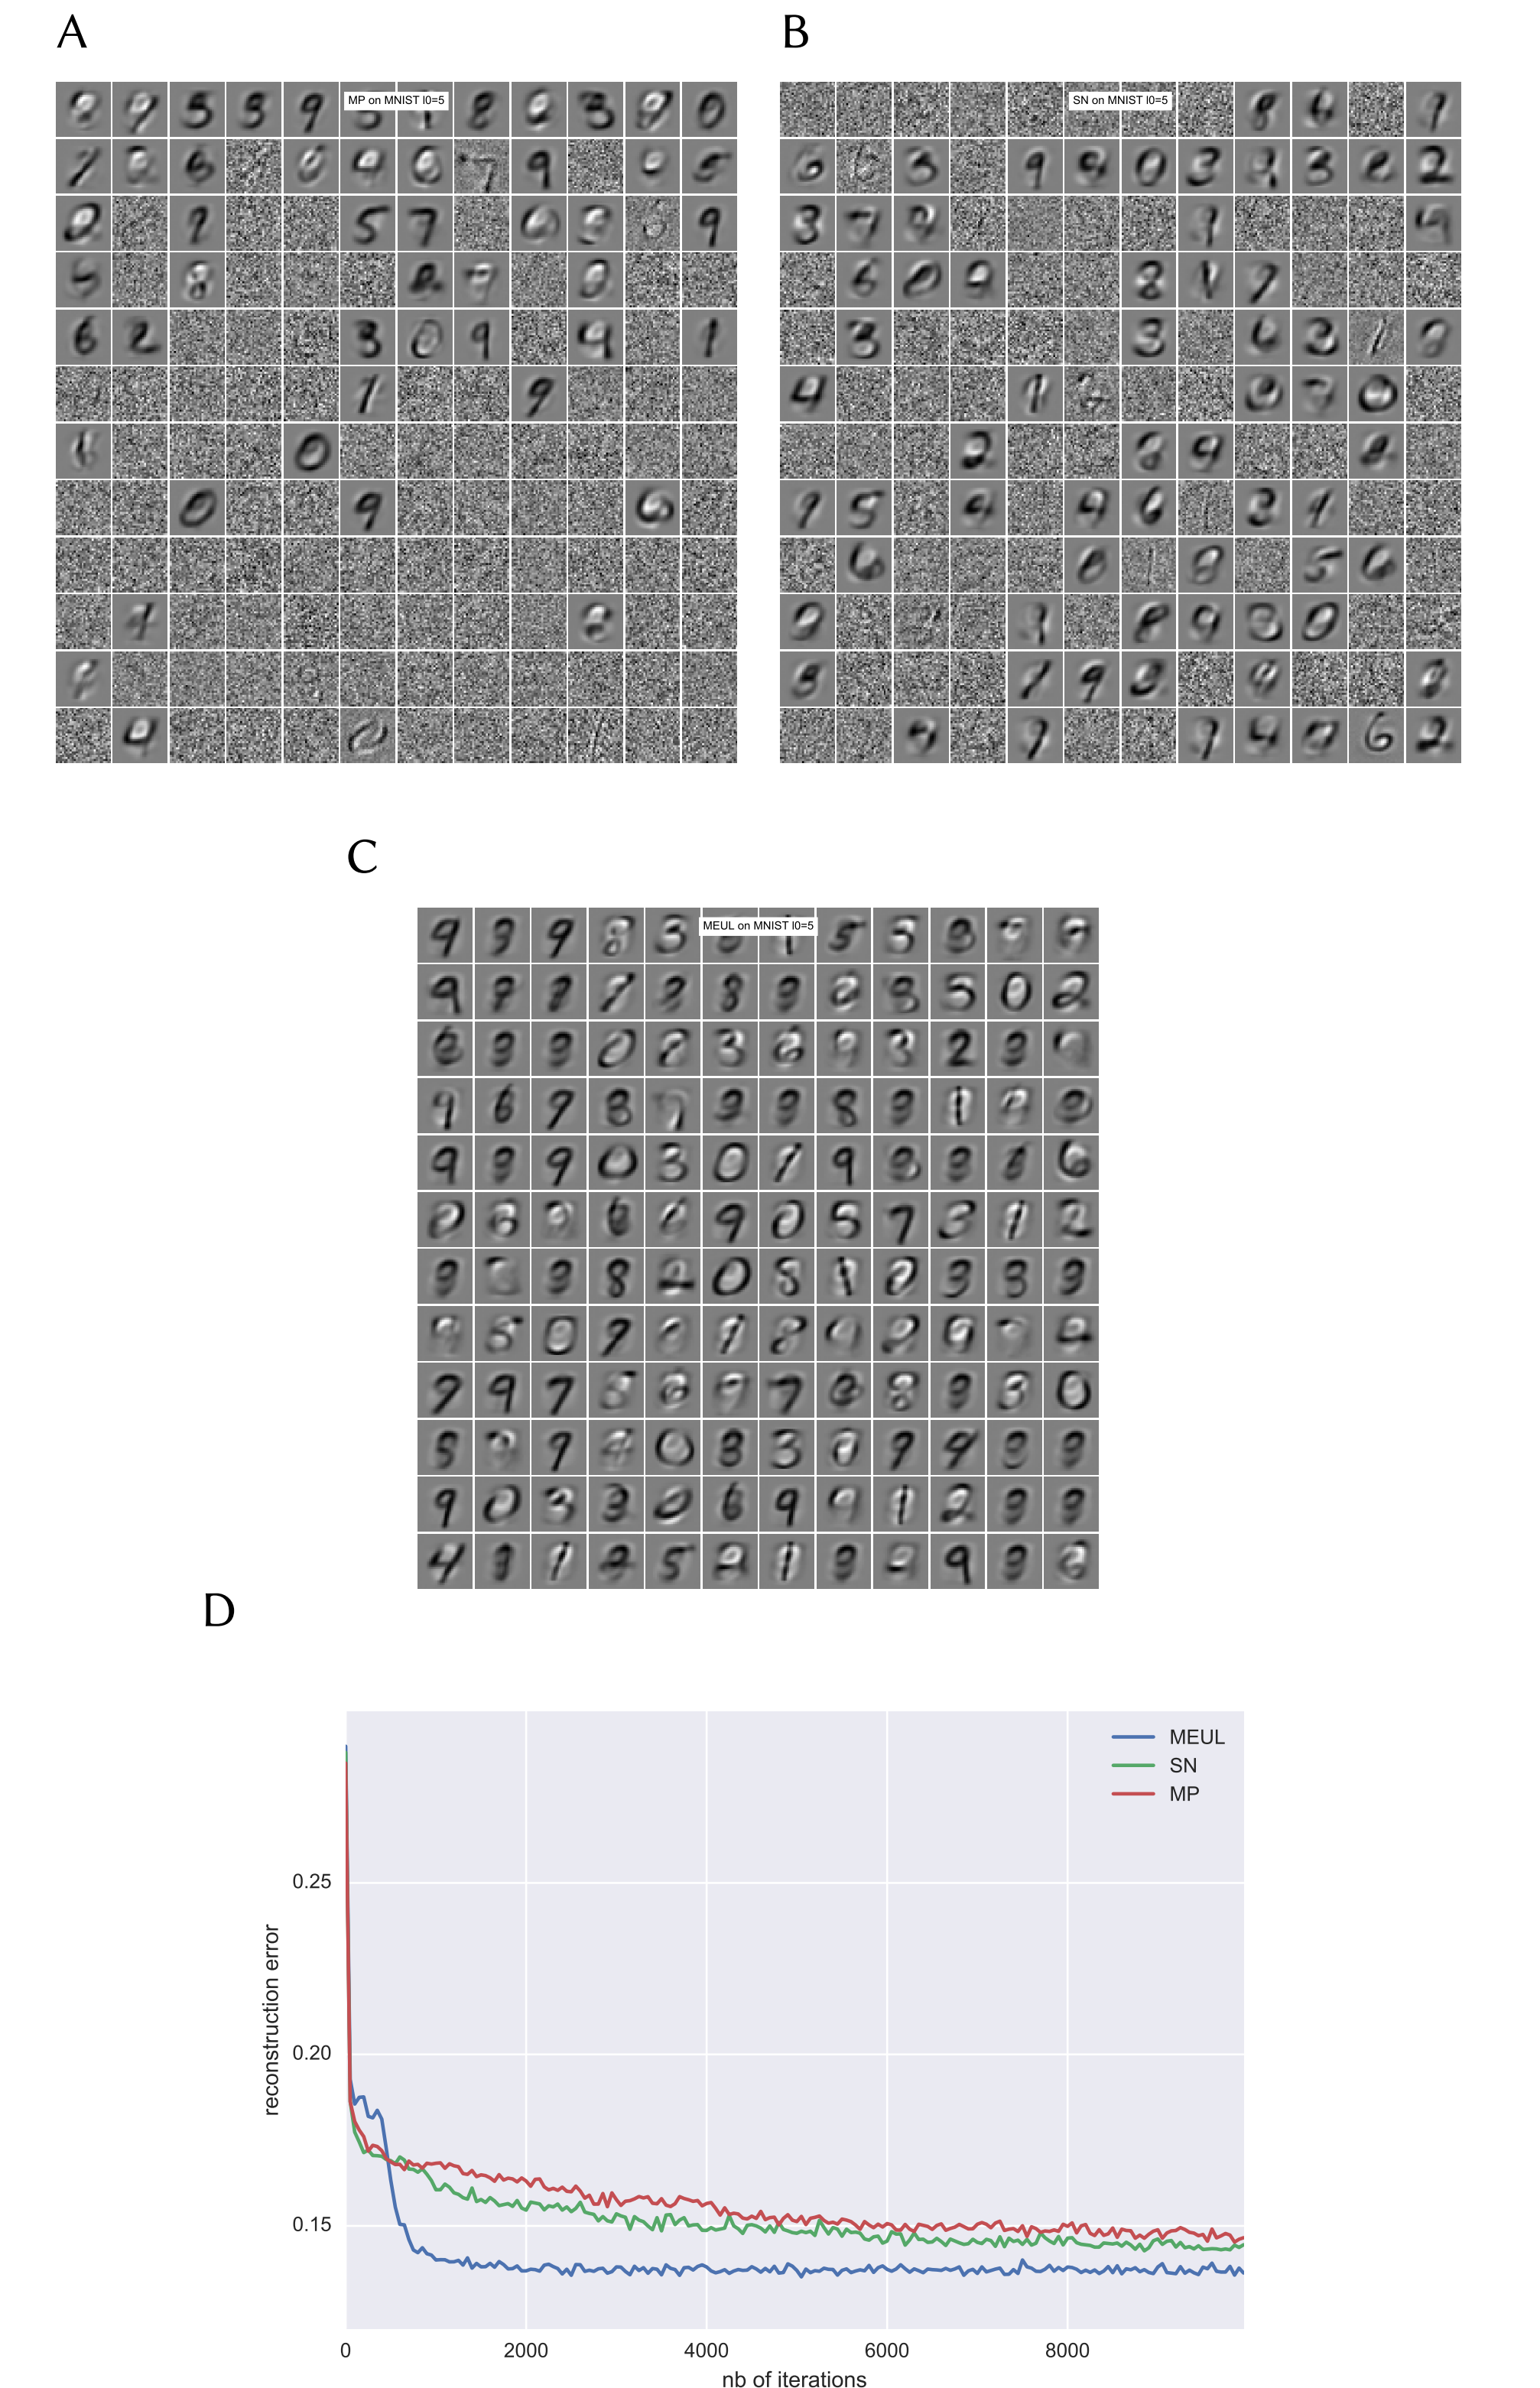 A
B
MP on MNIST l0=5
SN on MNIST l0=5
C
MEUL on MNIST l0=5
D
MEUL
SN
MP
0.25
0.20
0.15
reconstruction error
0
2000
4000
6000
8000
nb of iterations